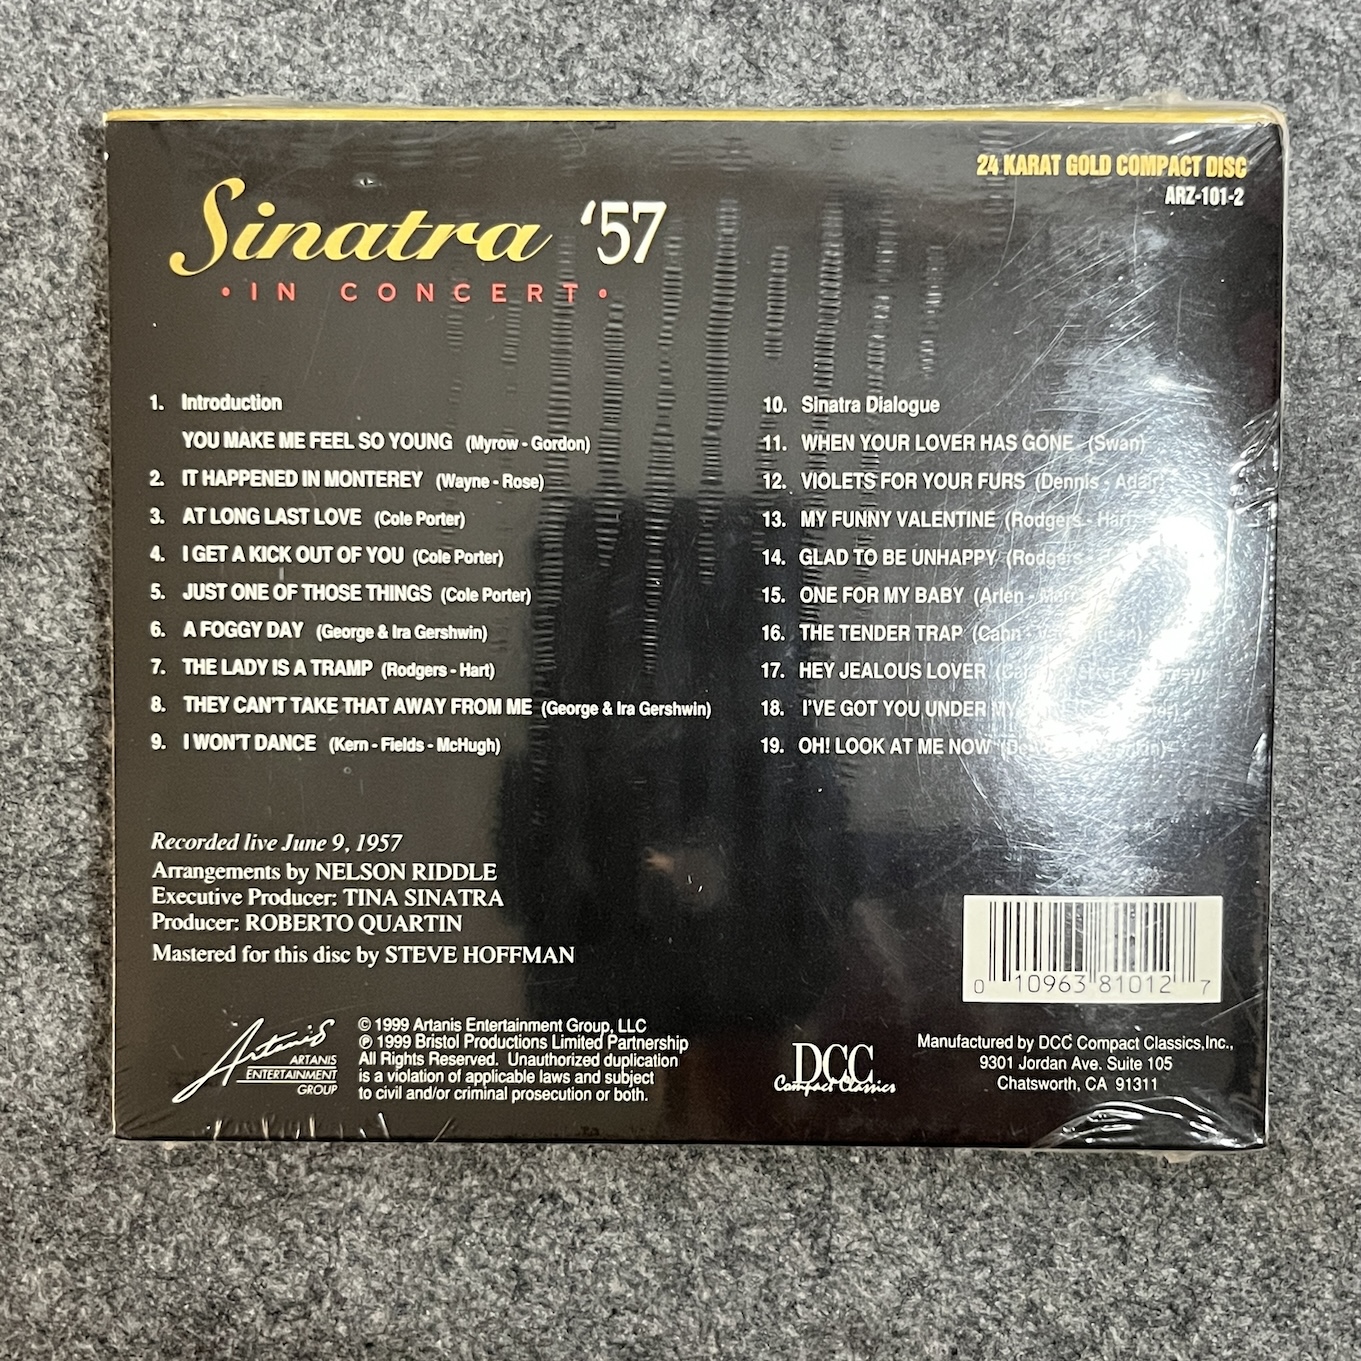 24 KARAT GOLD COMPACT DISC
ARZ-101-2
Sinatra '57
• IN CONCERT •
1. Introduction
YOU MAKE ME FEEL SO YOUNG (Myrow - Gordon)
2. IT HAPPENED IN MONTEREY (Wayne - Rose)
3. AT LONG LAST LOVE (Cole Porter)
4. I GET A KICK OUT OF YOU (Cole Porter)
5. JUST ONE OF THOSE THINGS (Cole Porter)
6. A FOGGY DAY (George & Ira Gershwin)
7. THE LADY IS A TRAMP (Rodgers - Hart)
8. THEY CAN'T TAKE THAT AWAY FROM ME (George & Ira Gershwin)
9. I WON'T DANCE (Kern - Fields - McHugh)
10. Sinatra Dialogue
11. WHEN YOUR LOVER HAS GONE (Swan)
12. VIOLETS FOR YOUR FURS (Dennis - Adair)
13. MY FUNNY VALENTINE (Rodgers - Hart)
14. GLAD TO BE UNHAPPY (Rodgers -
15. ONE FOR MY BABY (Arlen -
16. THE TENDER TRAP (Cahn -
17. HEY JEALOUS LOVER
18. I'VE GOT YOU UNDER MY
19. OH! LOOK AT ME NOW
Recorded live June 9, 1957
Arrangements by NELSON RIDDLE
Executive Producer: TINA SINATRA
Producer: ROBERTO QUARTIN
Mastered for this disc by STEVE HOFFMAN
0 10963 81012 7
Artanis
ARTANIS
ENTERTAINMENT
GROUP
© 1999 Artanis Entertainment Group, LLC
℗ 1999 Bristol Productions Limited Partnership
All Rights Reserved. Unauthorized duplication
is a violation of applicable laws and subject
to civil and/or criminal prosecution or both.
DCC
Compact Classics
Manufactured by DCC Compact Classics,Inc.,
9301 Jordan Ave. Suite 105
Chatsworth, CA 91311